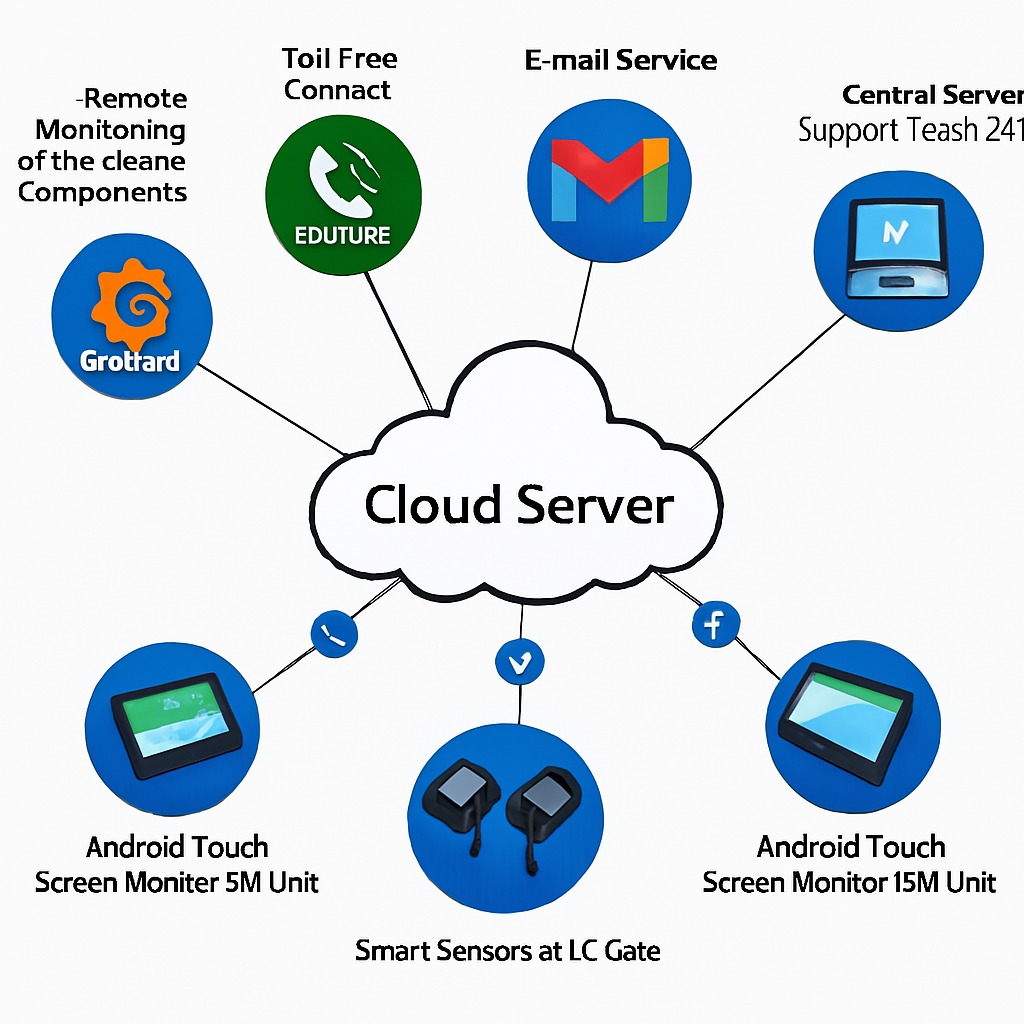 -Remote
Monitoning
of the cleane
Components
Toil Free
Connact
E-mail Service
Central Server
Support Teash 241
EDUTURE
Grottard
Cloud Server
Android Touch
Screen Moniter 5M Unit
Android Touch
Screen Monitor 15M Unit
Smart Sensors at LC Gate